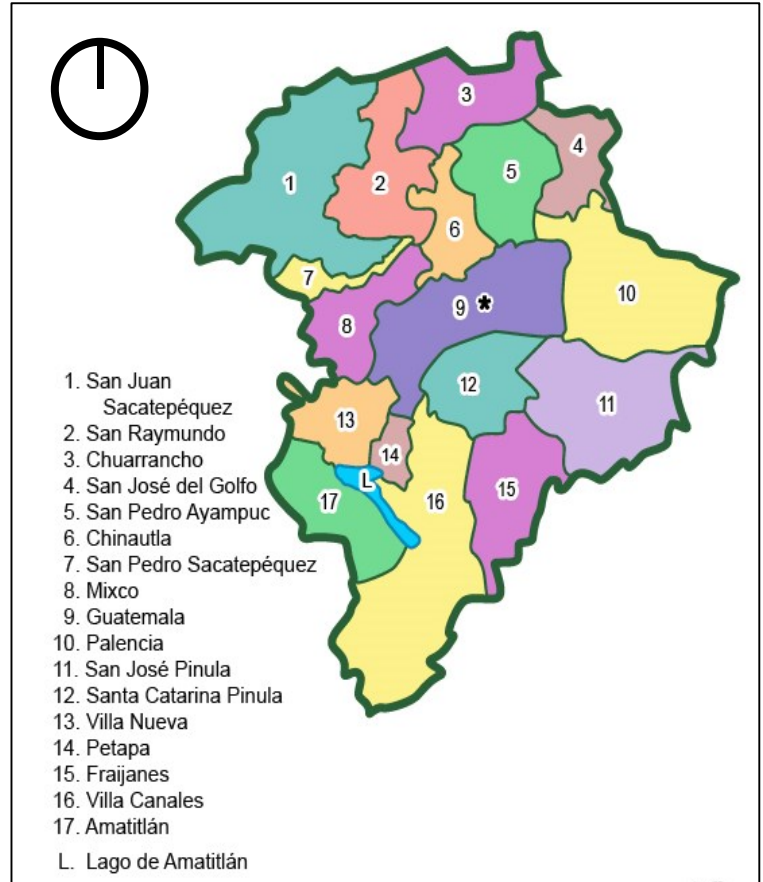 3
4
1
2
5
6
7
10
9 *
8
12
11
13
14
L
16
15
17
1. San Juan
Sacatepéquez
2. San Raymundo
3. Chuarrancho
4. San José del Golfo
5. San Pedro Ayampuc
6. Chinautla
7. San Pedro Sacatepéquez
8. Mixco
9. Guatemala
10. Palencia
11. San José Pinula
12. Santa Catarina Pinula
13. Villa Nueva
14. Petapa
15. Fraijanes
16. Villa Canales
17. Amatitlán
L. Lago de Amatitlán